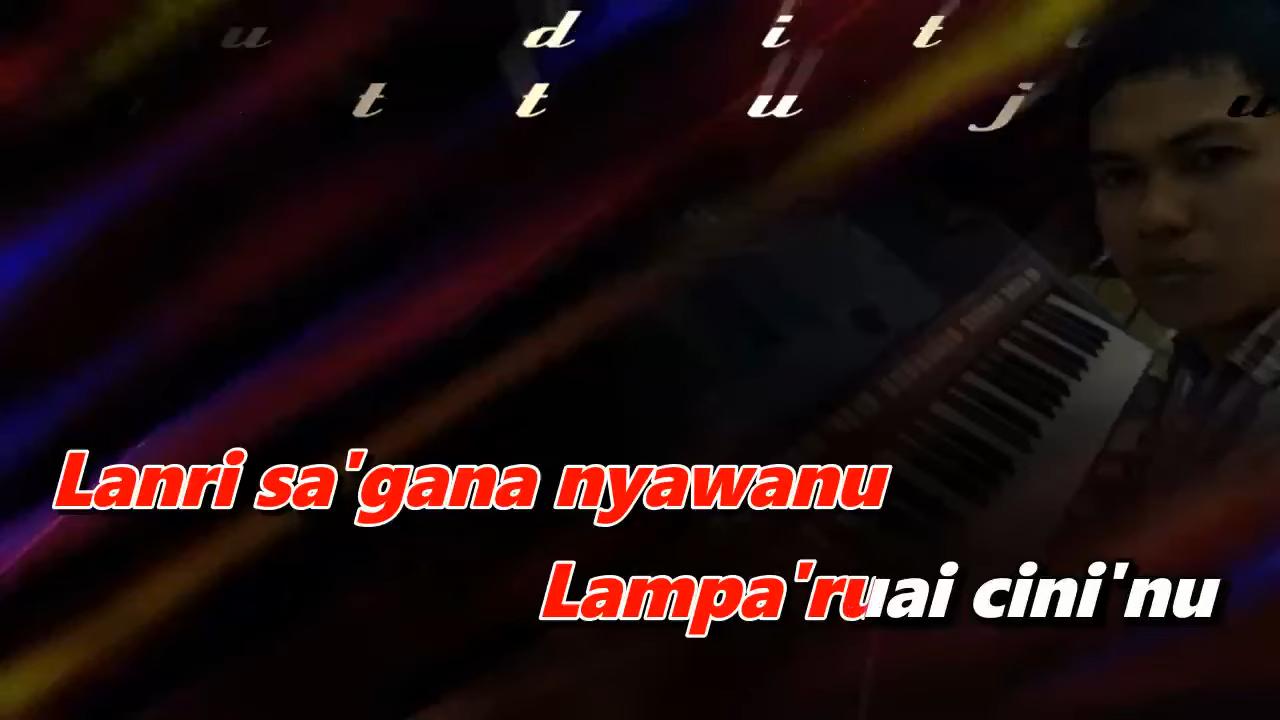 u d i t
t t u j u
Lanri sa'gana nyawanu
Lampa'ruai cini'nu